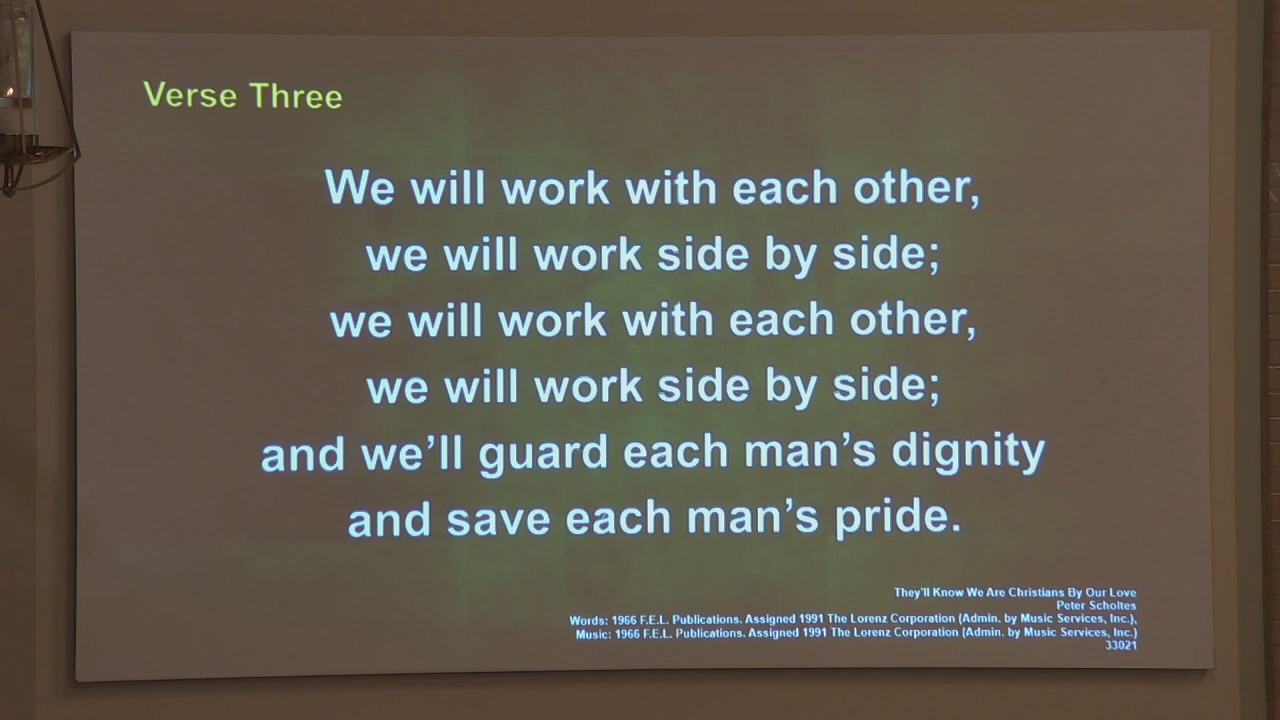 Verse Three
We will work with each other,
we will work side by side;
we will work with each other,
we will work side by side;
and we’ll guard each man’s dignity
and save each man’s pride.
They'll Know We Are Christians By Our Love
Peter Scholtes
Words: 1966 F.E.L. Publications. Assigned 1991 The Lorenz Corporation (Admin. by Music Services, Inc.),
Music: 1966 F.E.L. Publications. Assigned 1991 The Lorenz Corporation (Admin. by Music Services, Inc.)
33021